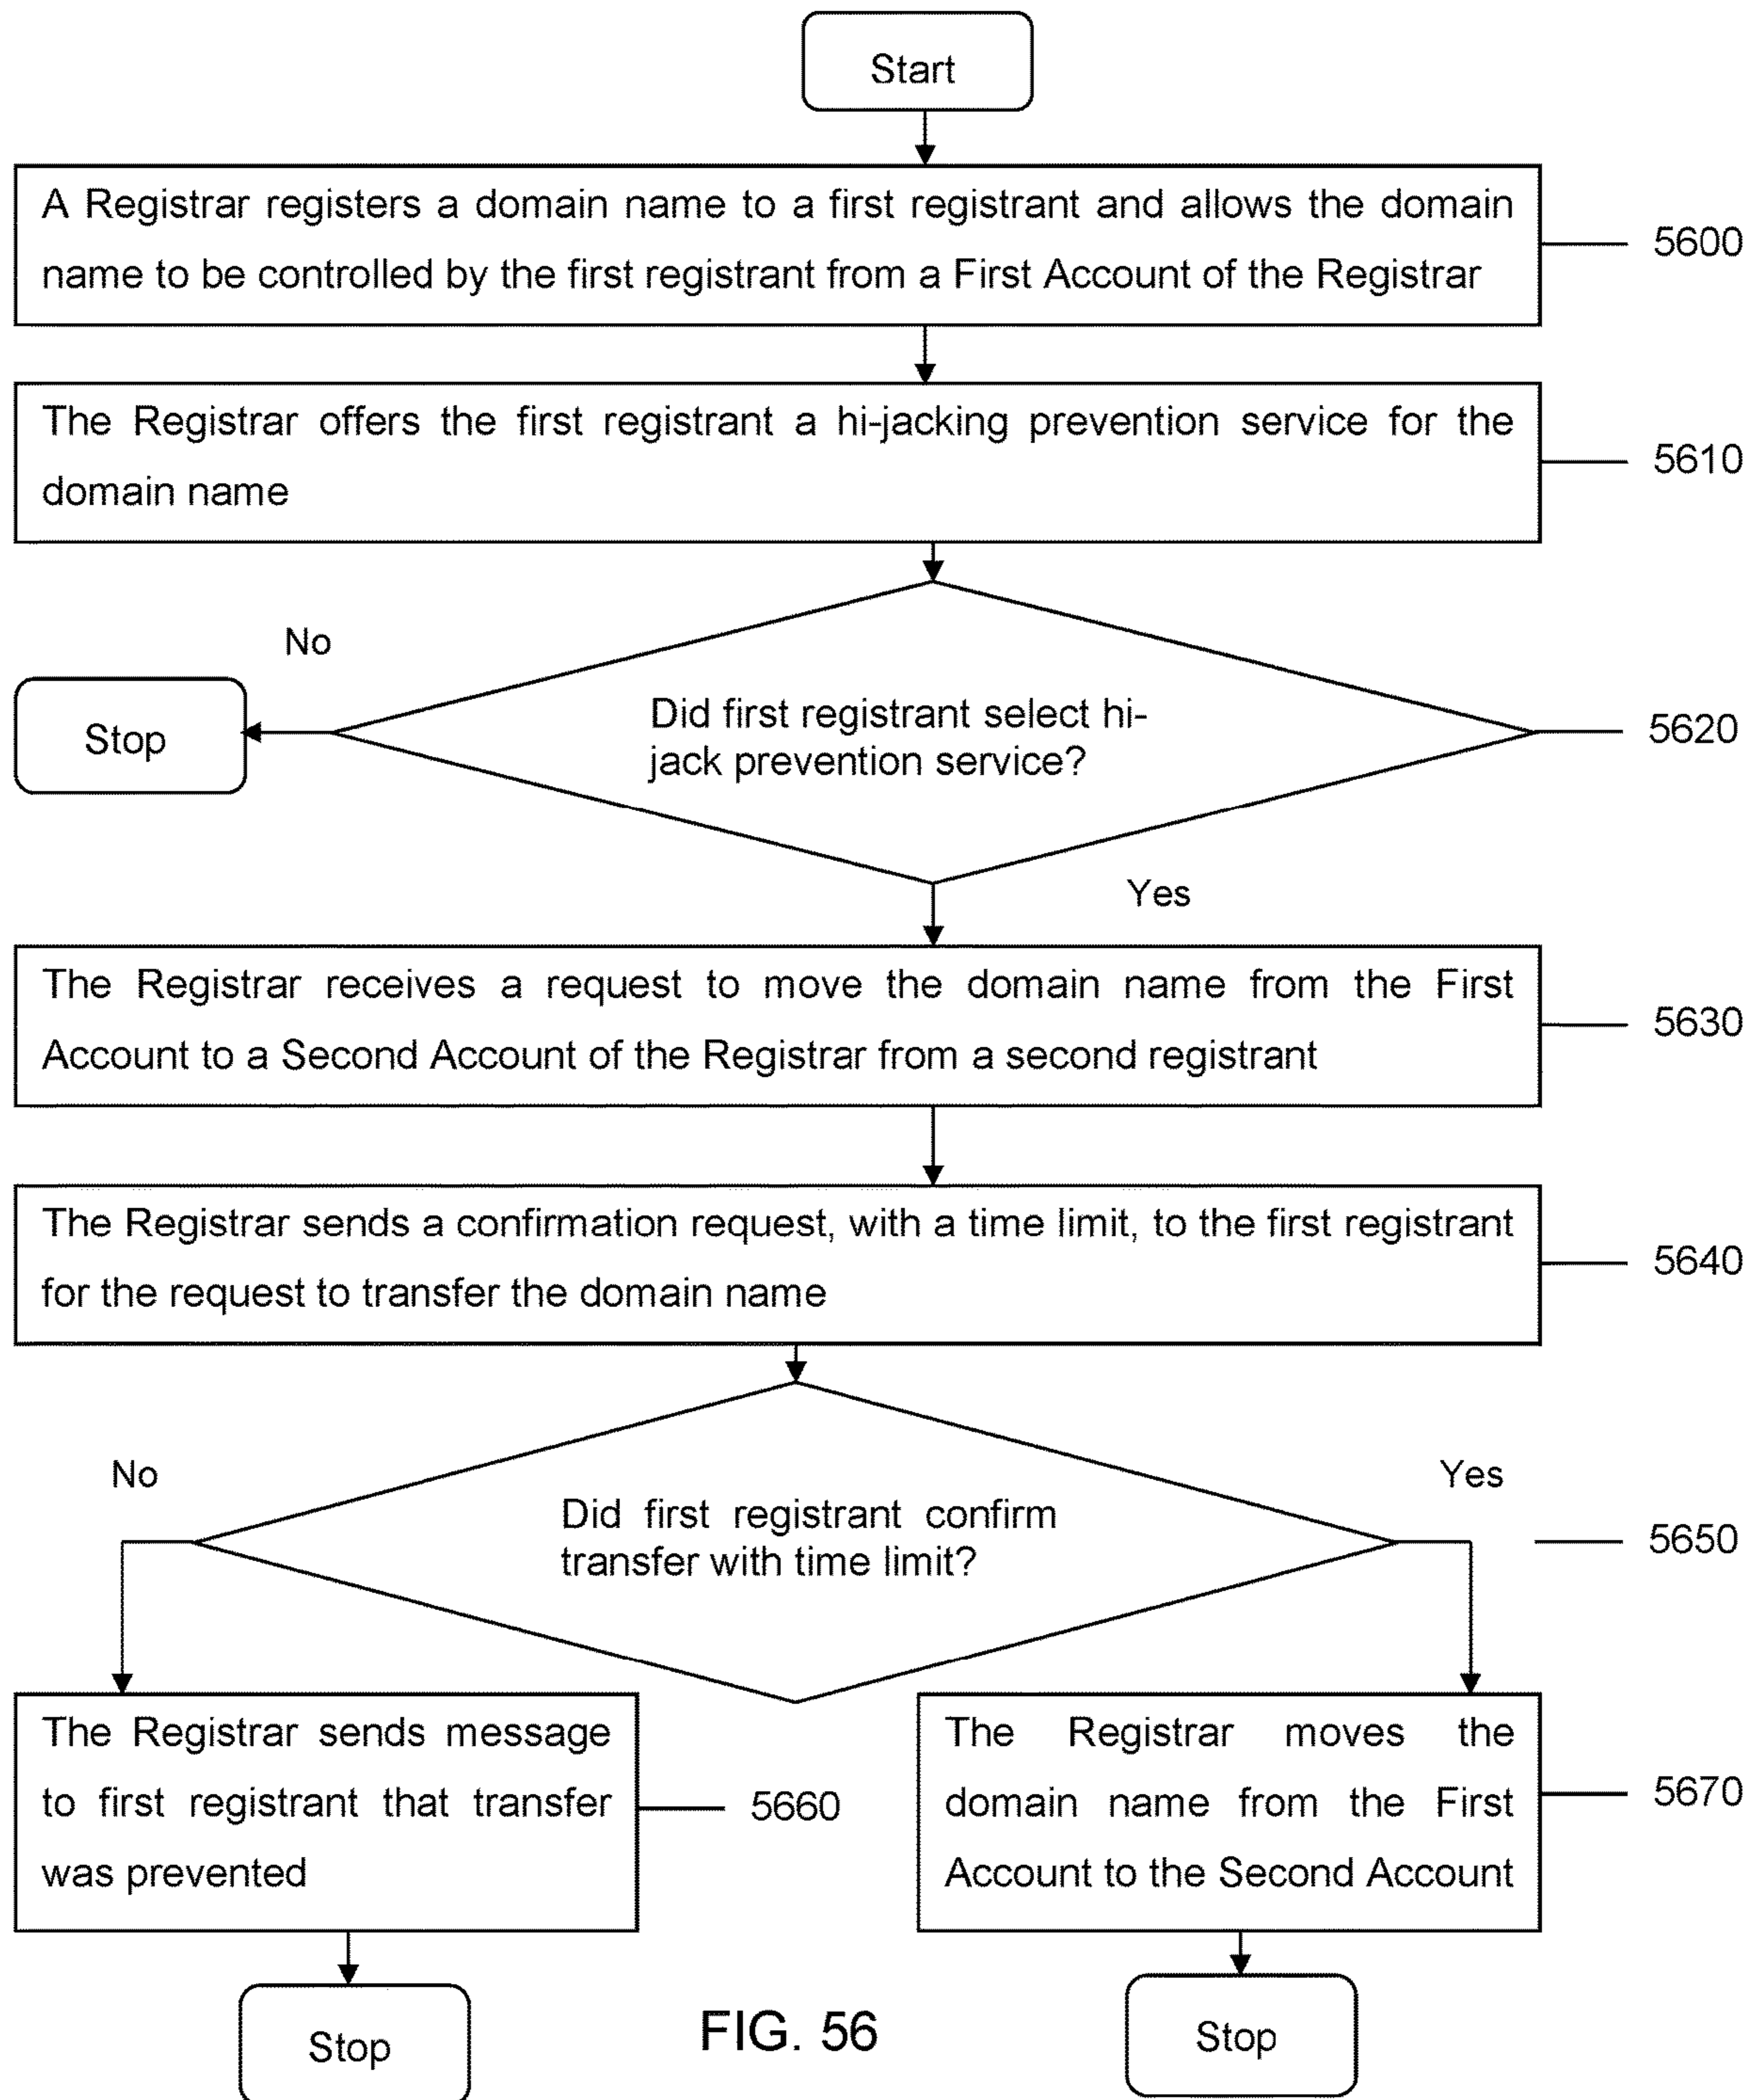 Start
A Registrar registers a domain name to a first registrant and allows the domain
name to be controlled by the first registrant from a First Account of the Registrar
5600
The Registrar offers the first registrant a hi-jacking prevention service for the
domain name
5610
No
Stop
Did first registrant select hi-
jack prevention service?
5620
Yes
The Registrar receives a request to move the domain name from the First
Account to a Second Account of the Registrar from a second registrant
5630
The Registrar sends a confirmation request, with a time limit, to the first registrant
for the request to transfer the domain name
5640
No
Yes
Did first registrant confirm
transfer with time limit?
5650
The Registrar sends message
to first registrant that transfer
was prevented
5660
The Registrar moves the
domain name from the First
Account to the Second Account
5670
Stop
FIG. 56
Stop